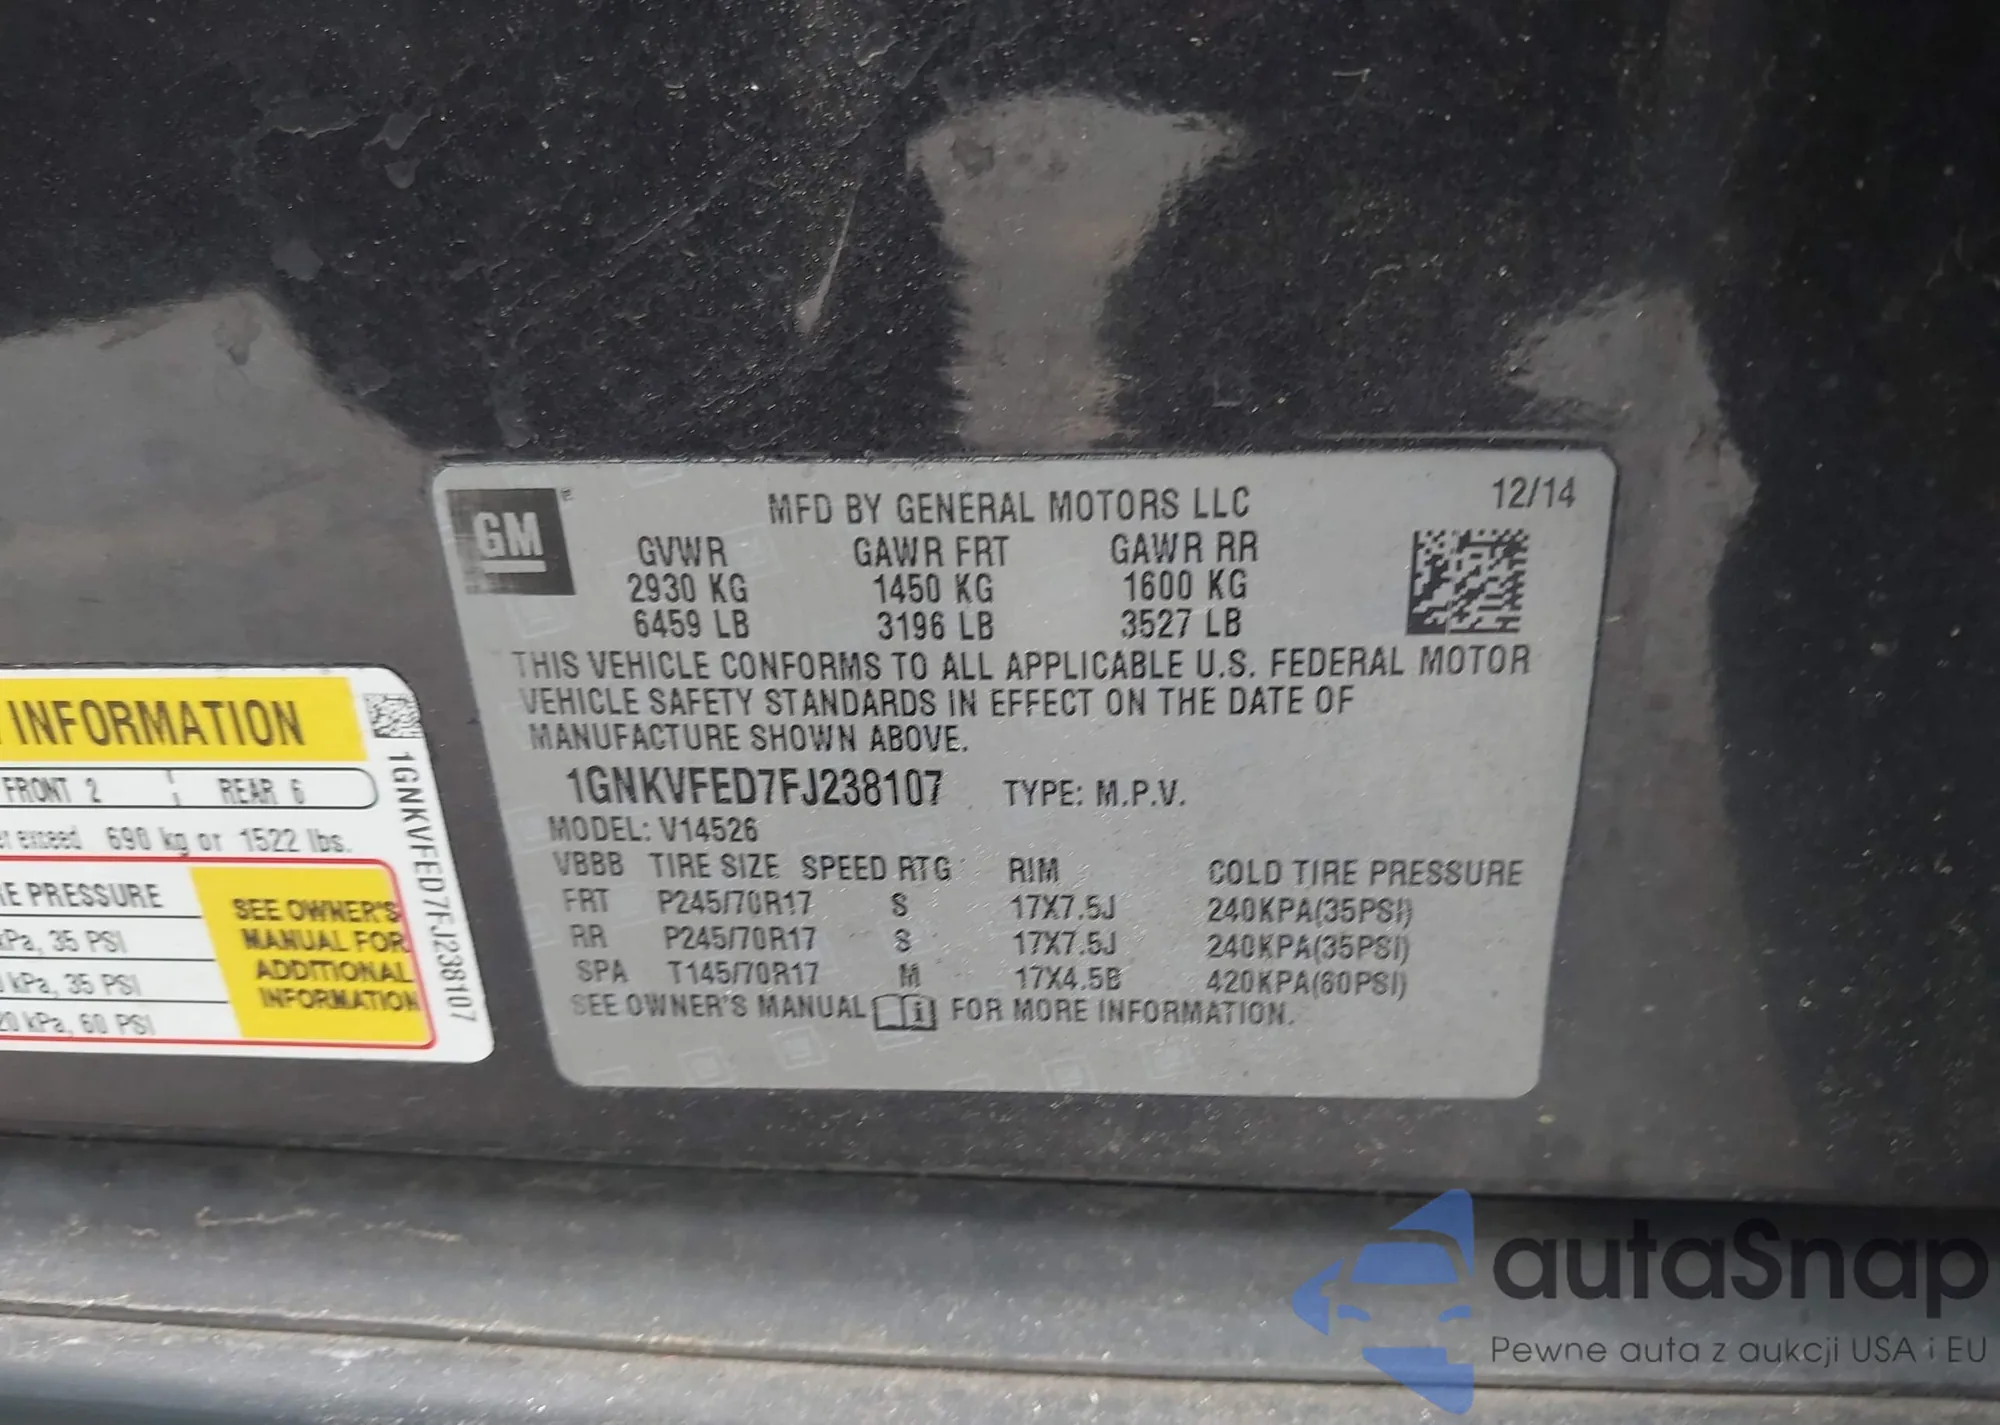 GM
MFD BY GENERAL MOTORS LLC
12/14
GVWR GAWR FRT GAWR RR
2930 KG 1450 KG 1600 KG
6459 LB 3196 LB 3527 LB
THIS VEHICLE CONFORMS TO ALL APPLICABLE U.S. FEDERAL MOTOR
VEHICLE SAFETY STANDARDS IN EFFECT ON THE DATE OF
MANUFACTURE SHOWN ABOVE.
1GNKVFED7FJ238107 TYPE: M.P.V.
MODEL: V14526
VBBB TIRE SIZE SPEED RTG RIM COLD TIRE PRESSURE
FRT P245/70R17 S 17X7.5J 240KPA(35PSI)
RR P245/70R17 S 17X7.5J 240KPA(35PSI)
SPA T145/70R17 M 17X4.5B 420KPA(60PSI)
SEE OWNER'S MANUAL i FOR MORE INFORMATION.
INFORMATION
FRONT 2 REAR 6
exceed 690 kg or 1522 lbs.
PRESSURE
kPa, 35 PSI
kPa, 35 PSI
20 kPa, 60 PSI
SEE OWNER'S
MANUAL FOR
ADDITIONAL
INFORMATION
1GNKVFED7FJ238107
autaSnap
Pewne auta z aukcji USA i EU